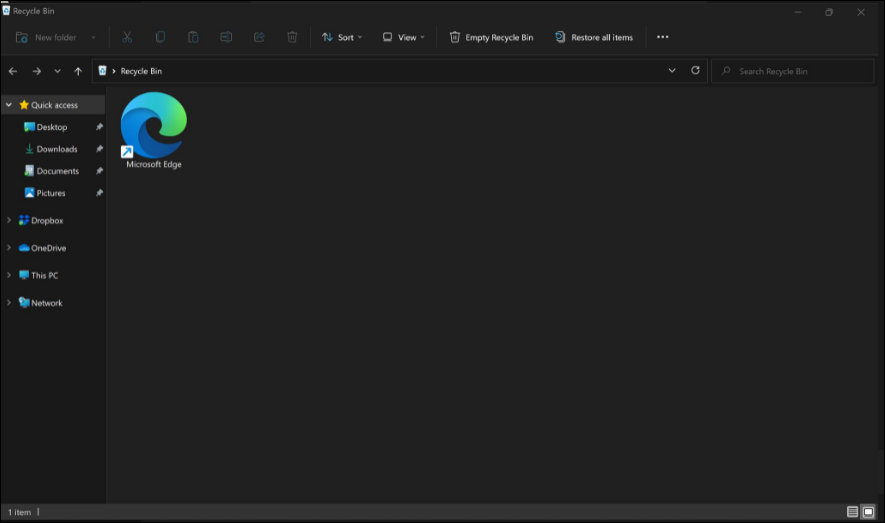 Recycle Bin
New folder
Sort
View
Empty Recycle Bin
Restore all items
Recycle Bin
Search Recycle Bin
Quick access
Desktop
Downloads
Documents
Pictures
Dropbox
OneDrive
This PC
Network
Microsoft Edge
1 item